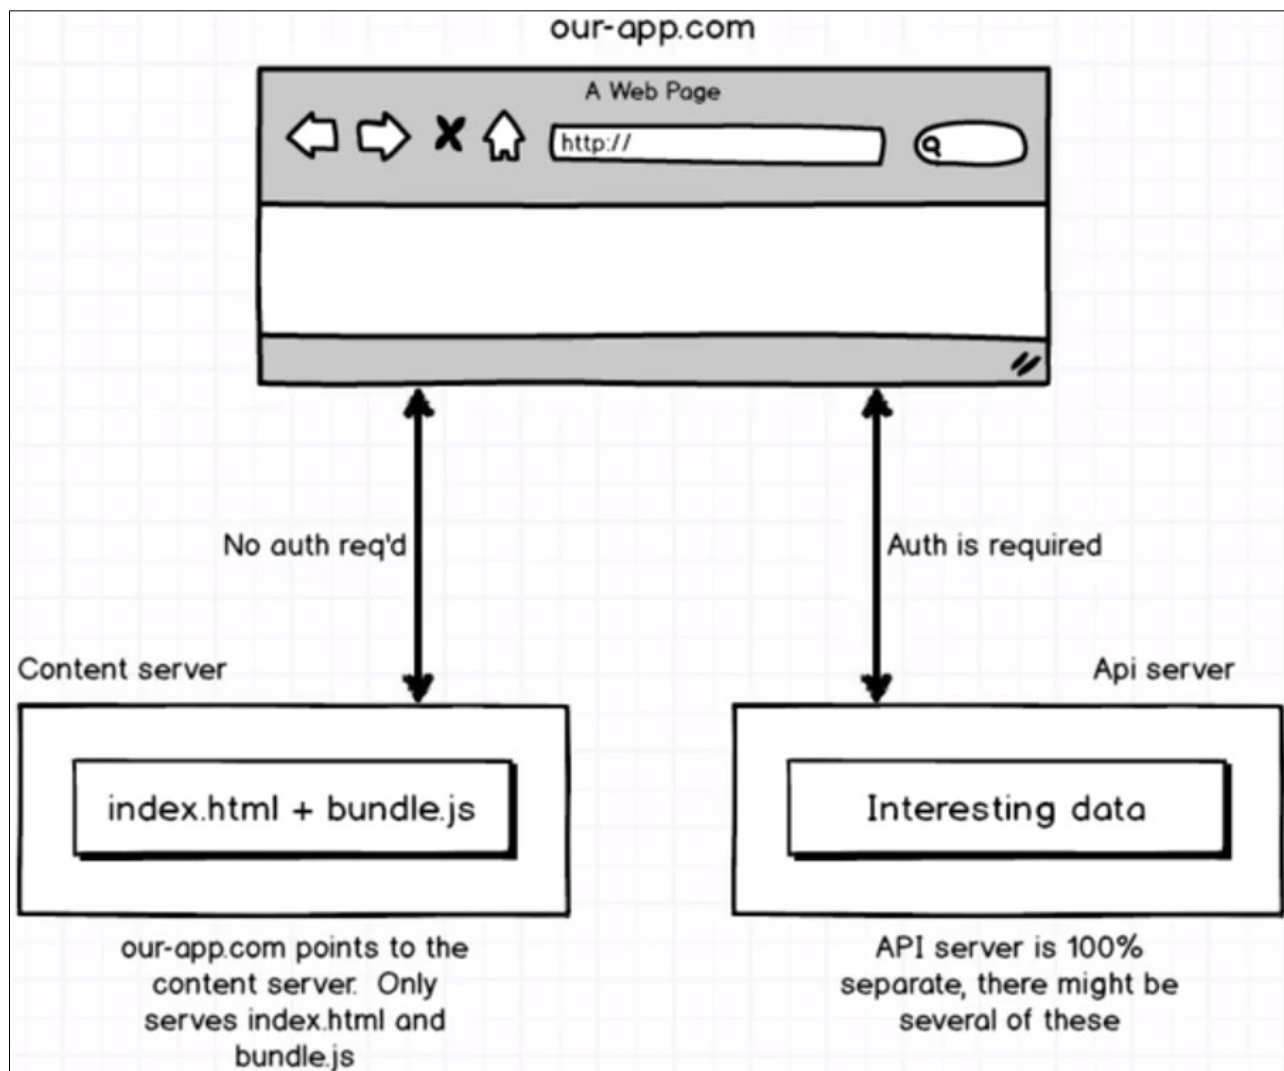 our-app.com
A Web Page
http://
No auth req'd
Auth is required
Content server
Api server
index.html + bundle.js
Interesting data
our-app.com points to the
content server. Only
serves index.html and
bundle.js
API server is 100%
separate, there might be
several of these